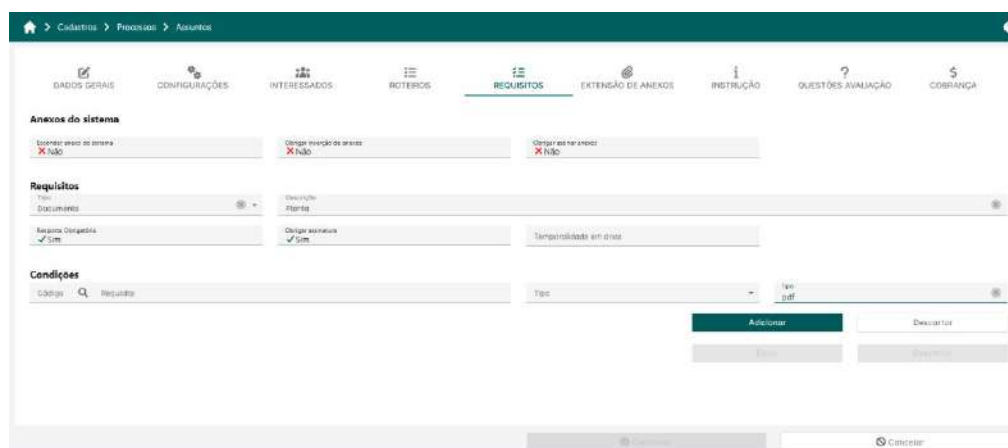 Cadastros > Processos > Assuntos
DADOS GERAIS
CONFIGURAÇÕES
INTERESSADOS
ROTEIROS
REQUISITOS
EXTENSÃO DE ANEXOS
INSTRUÇÃO
QUESTÕES AVALIAÇÃO
COBRANÇA
Anexos do sistema
Esconder anexo do sistema
Obrigar inserção de anexos
Obrigar assinar anexos
Não
Não
Não
Requisitos
Tipo
Descrição
Documento
Planta
Resposta Obrigatória
Obrigar assinatura
Sim
Sim
Temporalidade em anos
Condições
Código
Requisito
Tipo
Tipo
pdf
Adicionar
Descartar
Cancelar